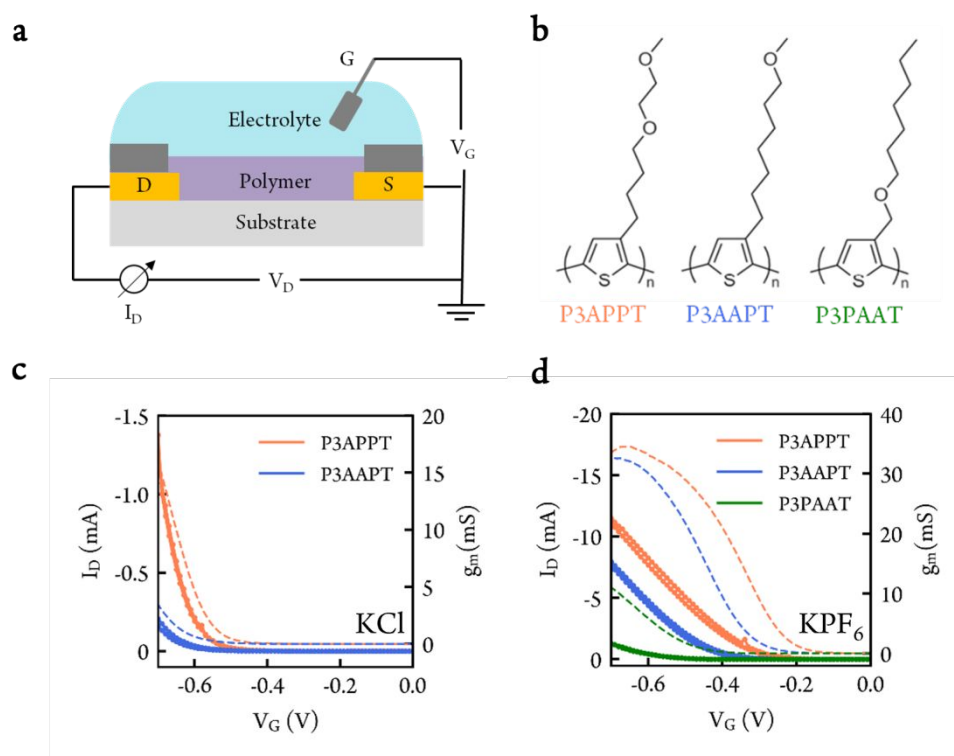 a
G
Electrolyte
V_G
D
Polymer
S
Substrate
V_D
I_D
b
O
O
O
O
S
n
S
n
S
n
P3APPT
P3AAPT
P3PAAT
c
-1.5
-1.0
-0.5
0
I_D (mA)
20
15
10
5
0
g_m (mS)
P3APPT
P3AAPT
KCl
-0.6
-0.4
-0.2
0.0
V_G (V)
d
-20
-15
-10
-5
0
I_D (mA)
40
30
20
10
0
g_m (mS)
P3APPT
P3AAPT
P3PAAT
KPF₆
-0.6
-0.4
-0.2
0.0
V_G (V)